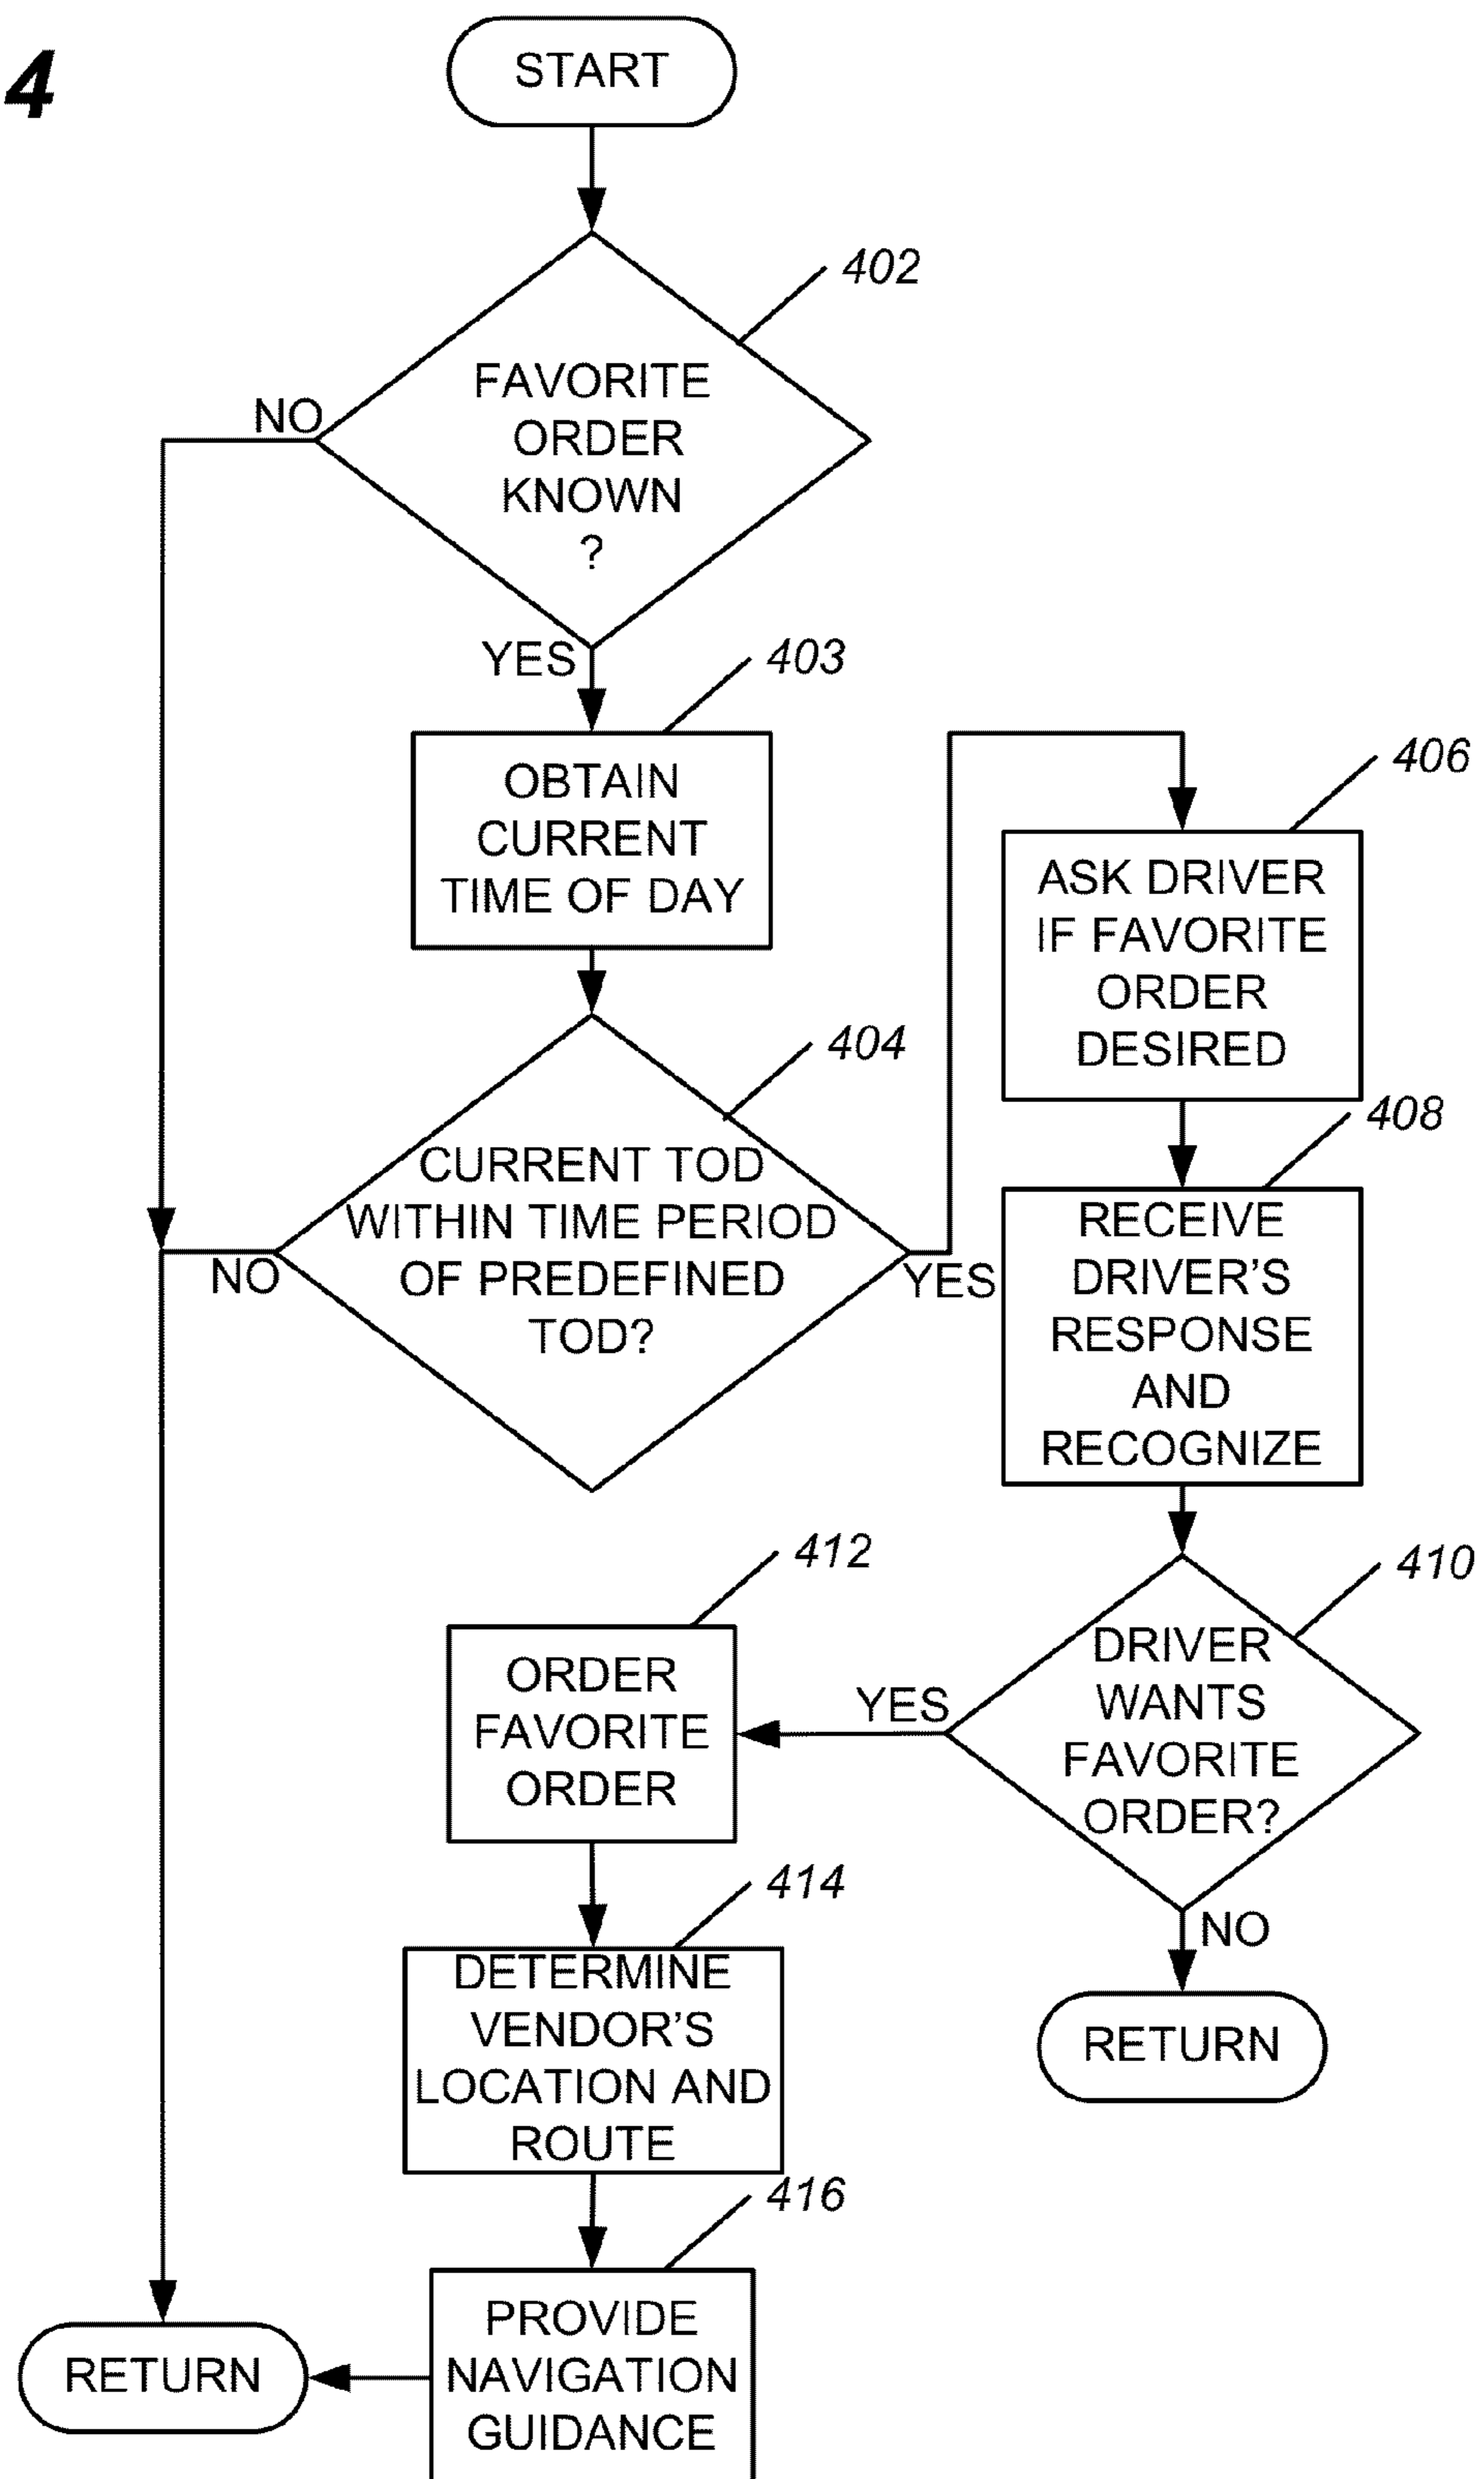 4
START
402
FAVORITE
ORDER
KNOWN
?
NO
YES
403
OBTAIN
CURRENT
TIME OF DAY
404
CURRENT TOD
WITHIN TIME PERIOD
OF PREDEFINED
TOD?
NO
YES
406
ASK DRIVER
IF FAVORITE
ORDER
DESIRED
408
RECEIVE
DRIVER'S
RESPONSE
AND
RECOGNIZE
410
DRIVER
WANTS
FAVORITE
ORDER?
YES
NO
RETURN
412
ORDER
FAVORITE
ORDER
414
DETERMINE
VENDOR'S
LOCATION AND
ROUTE
416
PROVIDE
NAVIGATION
GUIDANCE
RETURN